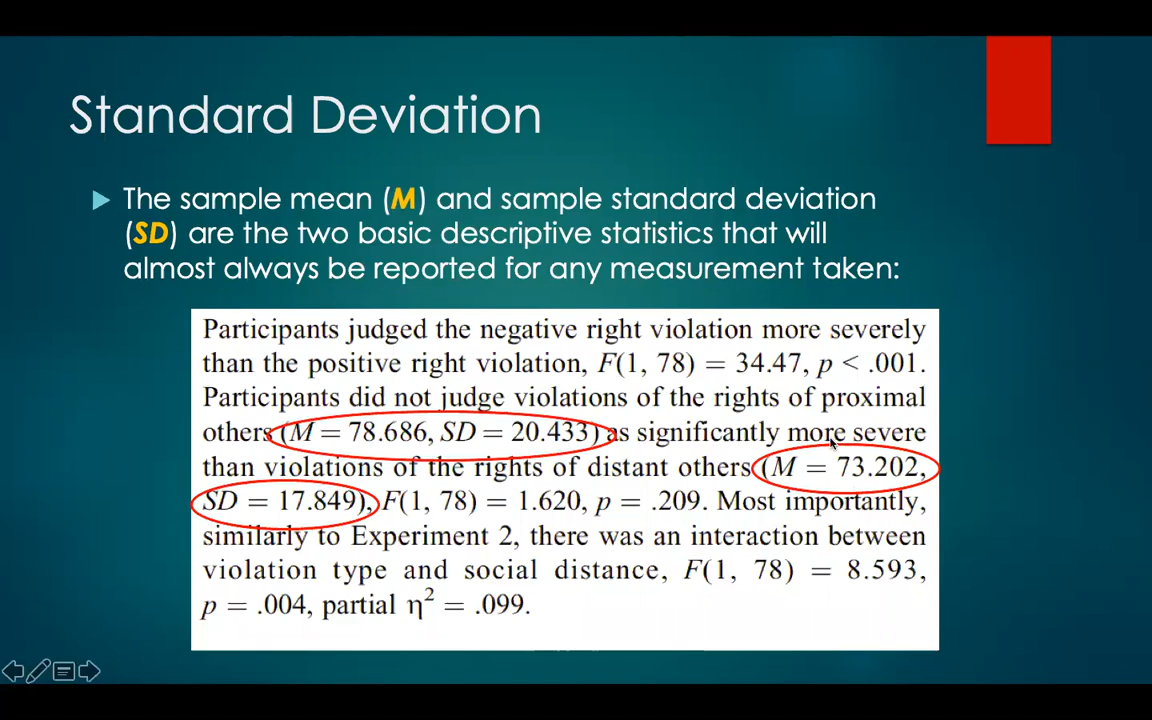 Standard Deviation
The sample mean (M) and sample standard deviation
(SD) are the two basic descriptive statistics that will
almost always be reported for any measurement taken:
Participants judged the negative right violation more severely
than the positive right violation, F(1, 78) = 34.47, p < .001.
Participants did not judge violations of the rights of proximal
others (M = 78.686, SD = 20.433) as significantly more severe
than violations of the rights of distant others (M = 73.202,
SD = 17.849), F(1, 78) = 1.620, p = .209. Most importantly,
similarly to Experiment 2, there was an interaction between
violation type and social distance, F(1, 78) = 8.593,
p = .004, partial η² = .099.